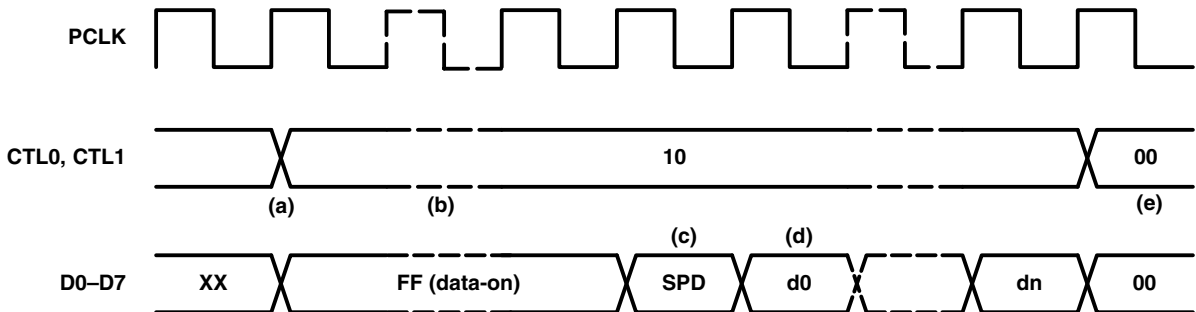 PCLK
CTL0, CTL1
10
00
(a)
(b)
(e)
(c)
(d)
D0–D7
XX
FF (data-on)
SPD
d0
dn
00